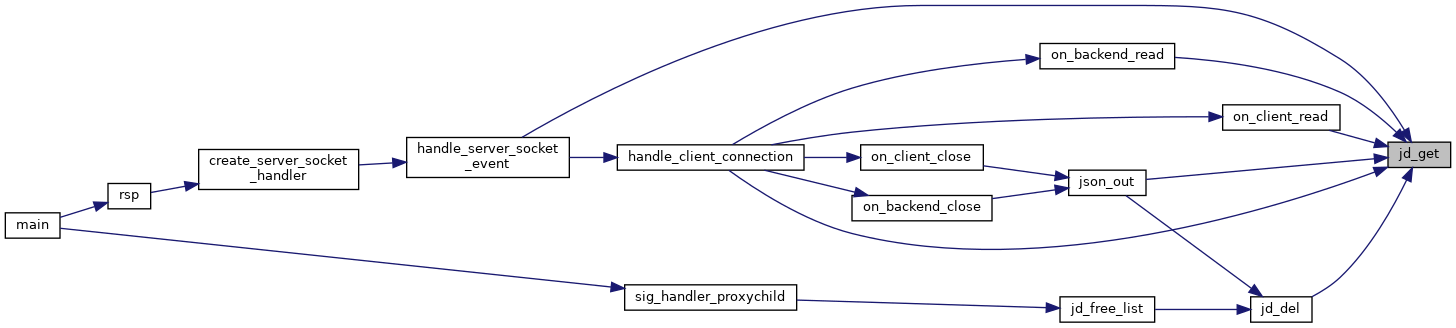 main
rsp
create_server_socket
_handler
handle_server_socket
_event
handle_client_connection
on_backend_read
on_client_read
on_client_close
on_backend_close
json_out
jd_get
sig_handler_proxychild
jd_free_list
jd_del